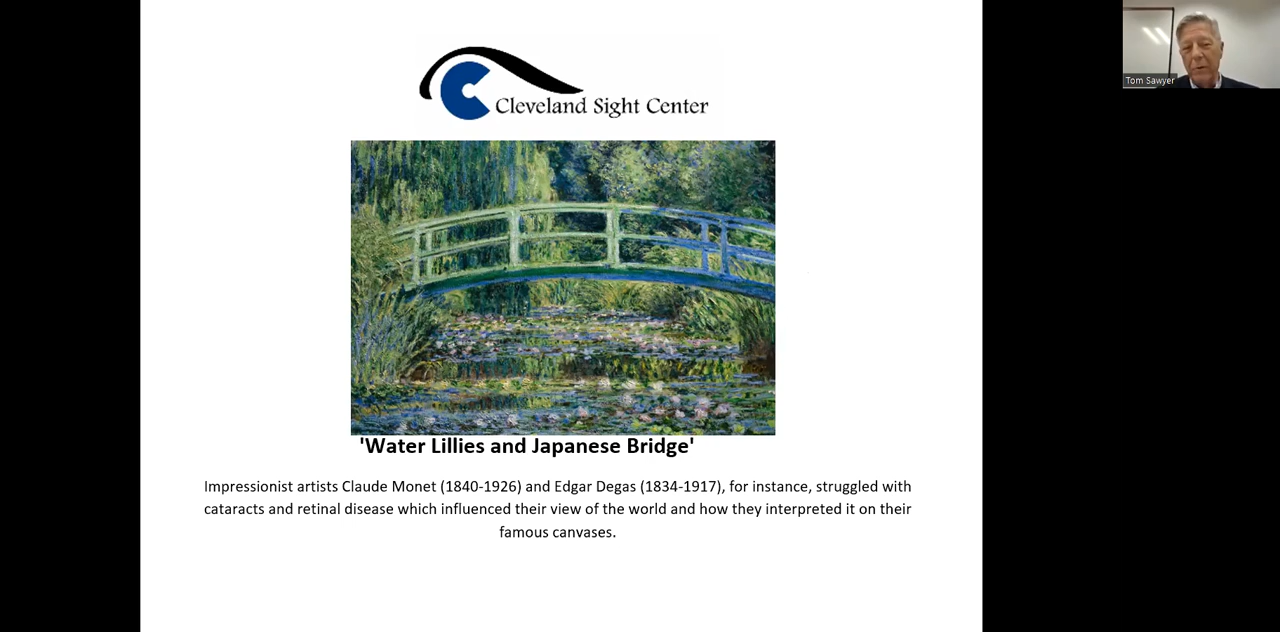 Cleveland Sight Center
Tom Sawyer
'Water Lillies and Japanese Bridge'
Impressionist artists Claude Monet (1840-1926) and Edgar Degas (1834-1917), for instance, struggled with
cataracts and retinal disease which influenced their view of the world and how they interpreted it on their
famous canvases.